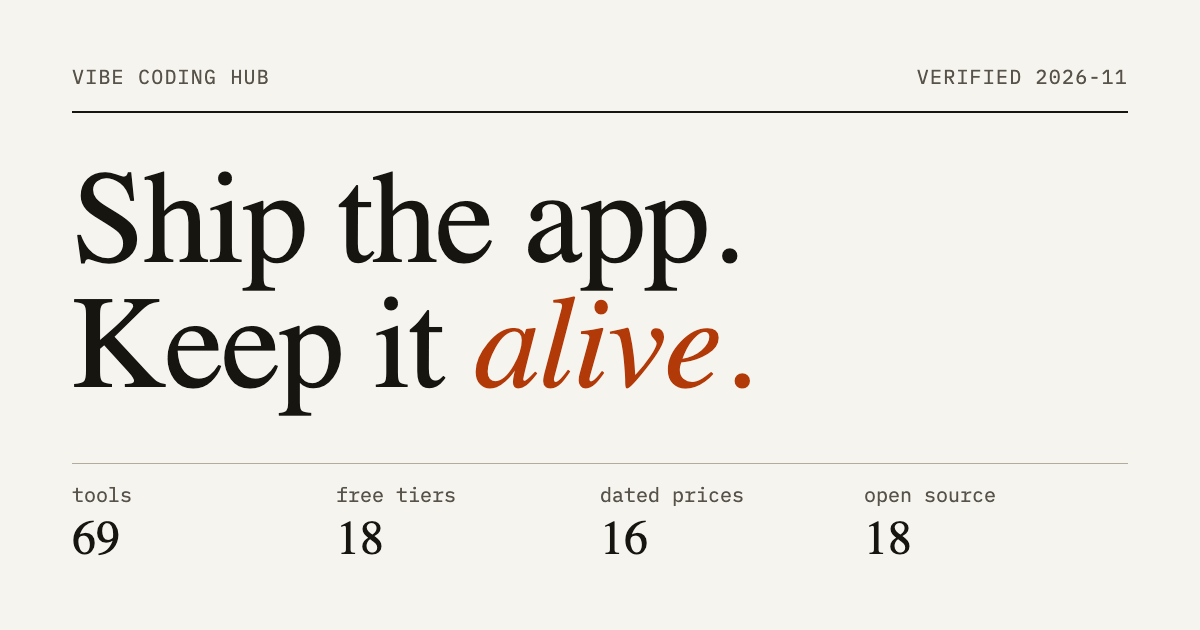 VIBE CODING HUB
VERIFIED 2026-11
Ship the app.
Keep it alive.
tools
69
free tiers
18
dated prices
16
open source
18